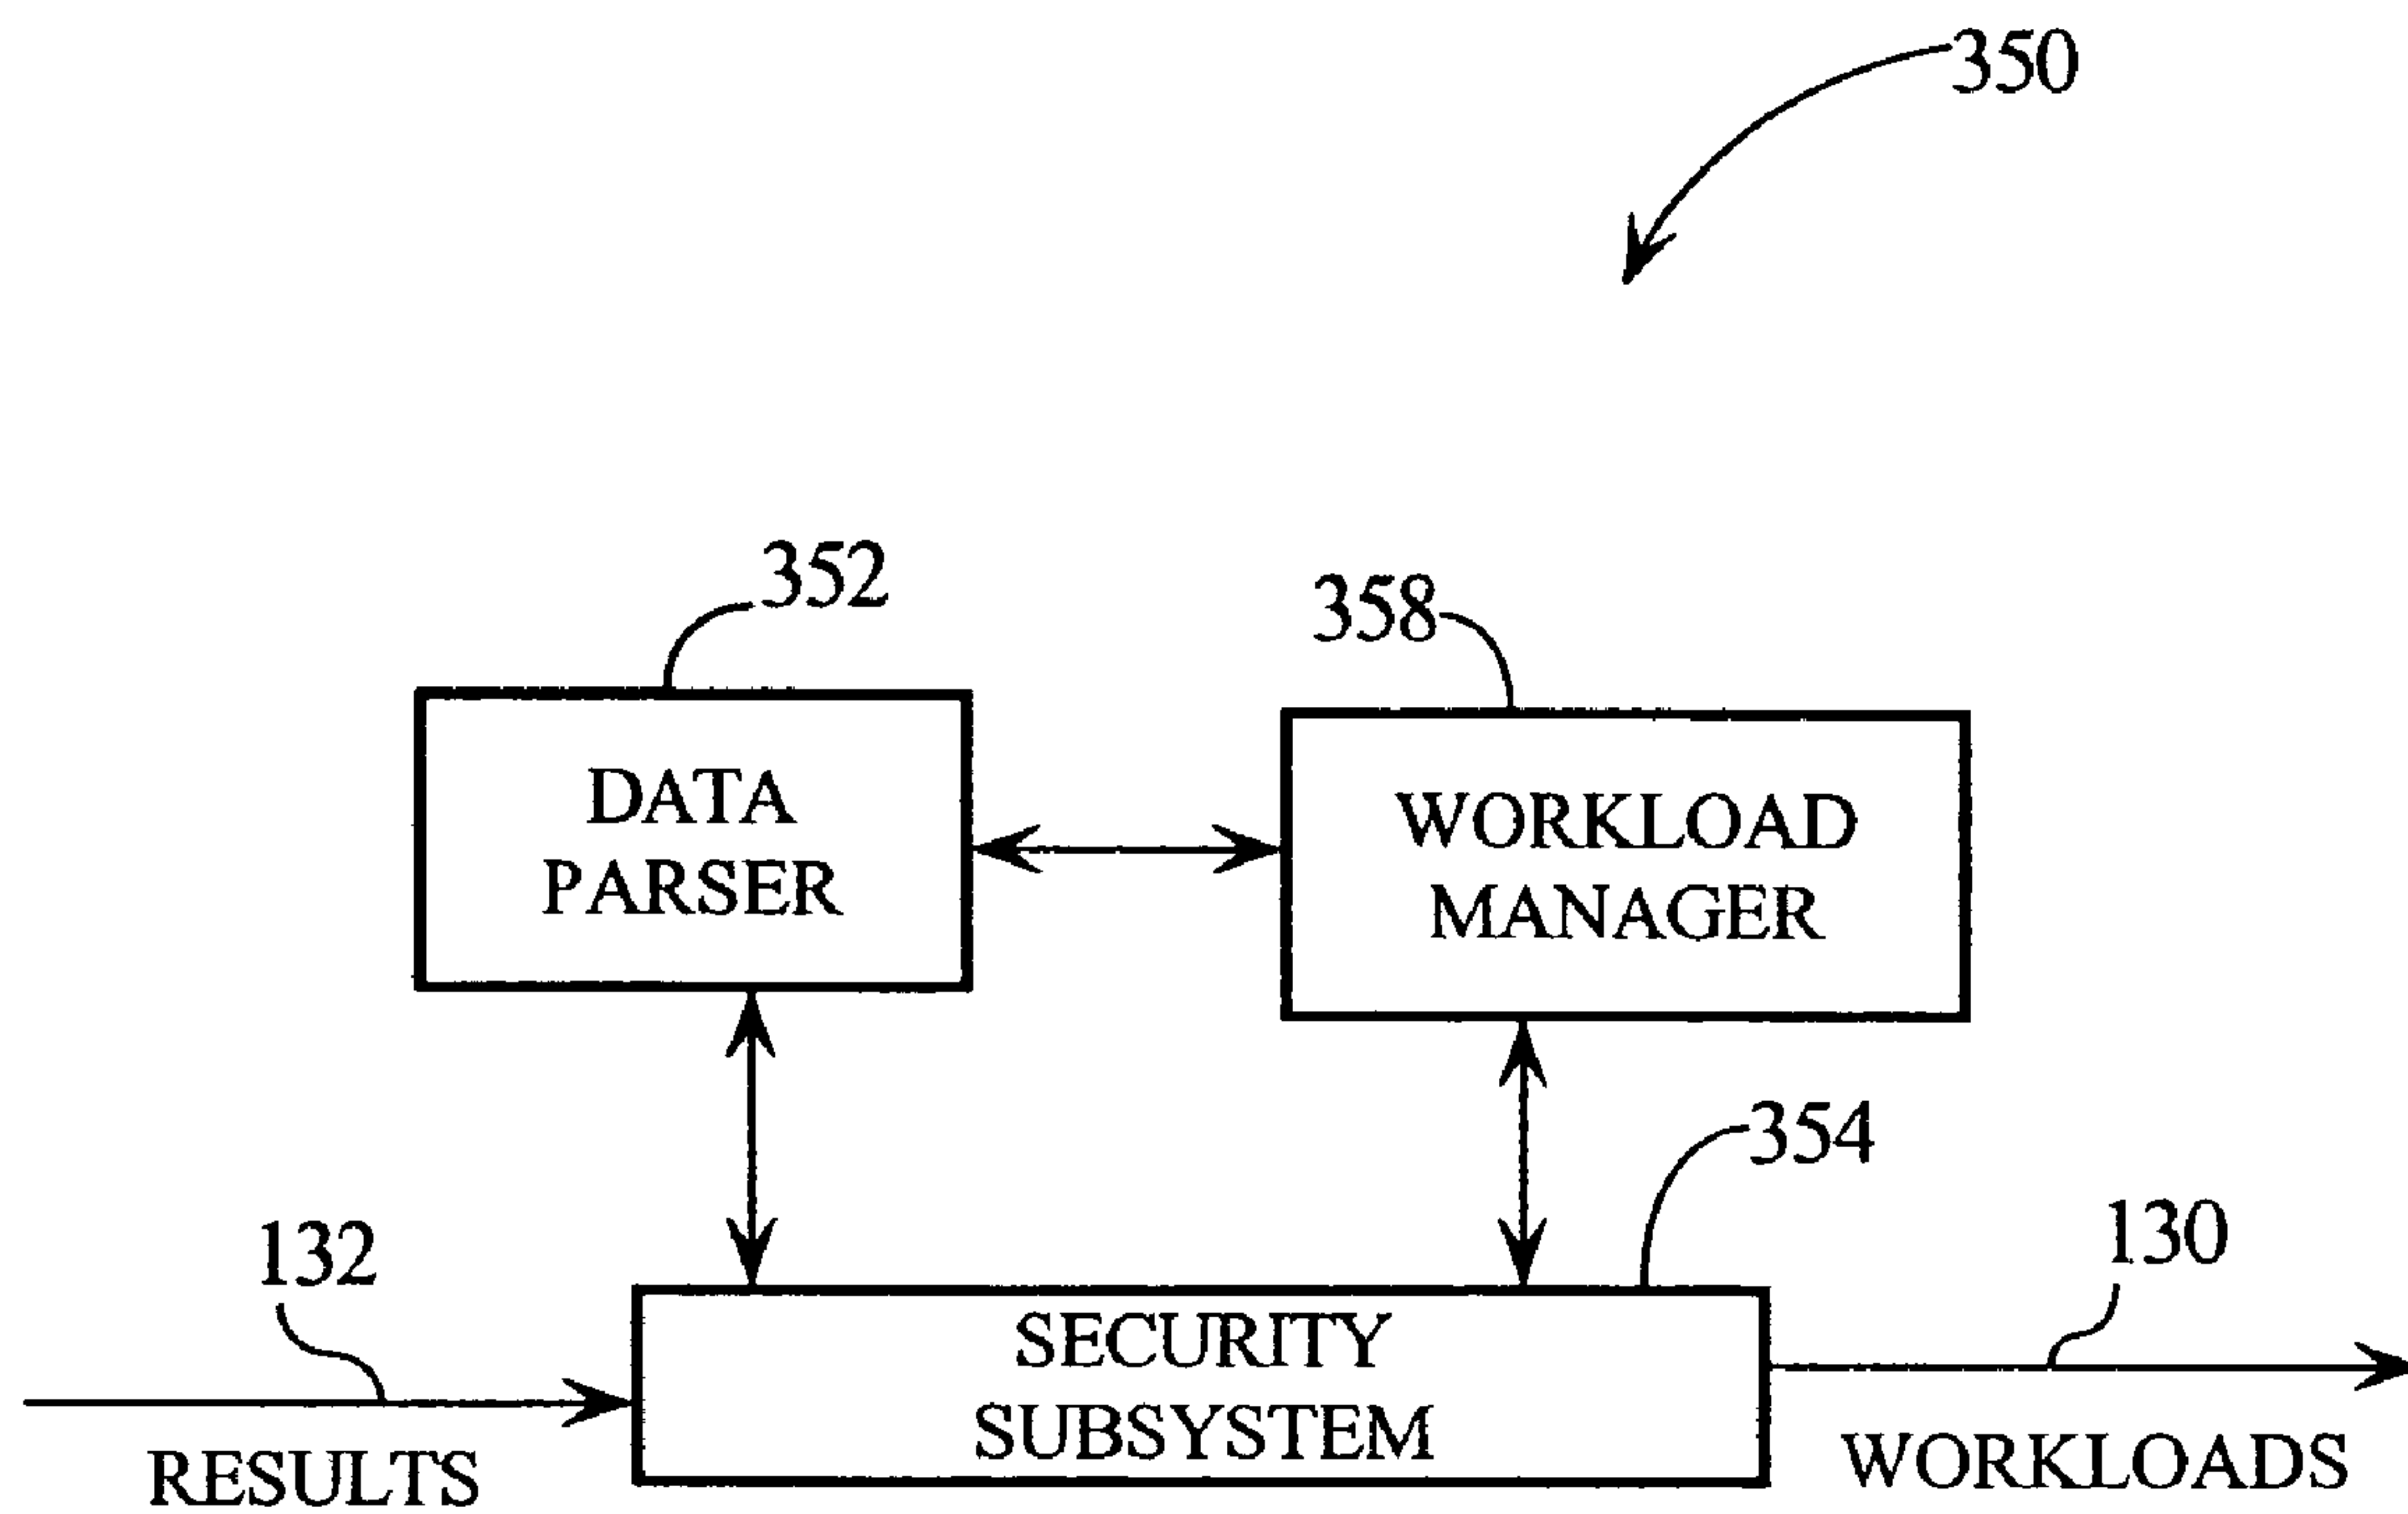 350
352
358
DATA
PARSER
WORKLOAD
MANAGER
354
132
130
SECURITY
SUBSYSTEM
RESULTS
WORKLOADS